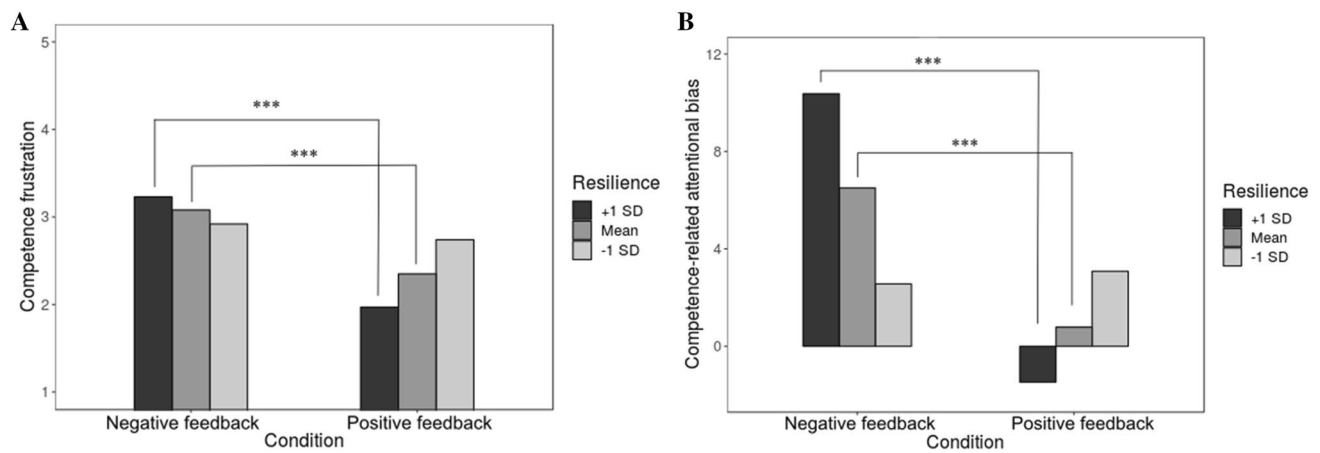 A
Competence frustration
5
4
3
2
1
***
***
Negative feedback
Positive feedback
Condition
Resilience
+1 SD
Mean
-1 SD
B
Competence-related attentional bias
12
8
4
0
***
***
Negative feedback
Positive feedback
Condition
Resilience
+1 SD
Mean
-1 SD